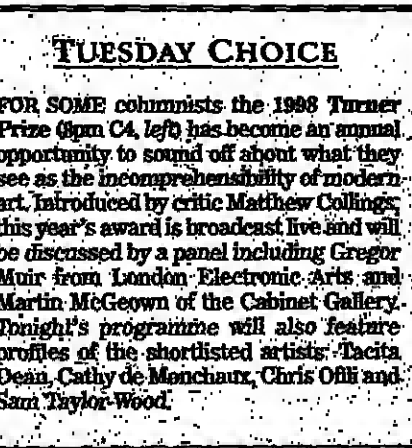 TUESDAY CHOICE
FOR SOME columnists the 1998 Turner
Prize (8pm C4, left) has become an annual
opportunity to sound off about what they
see as the incomprehensibility of modern
art. Introduced by critic Matthew Collings,
this year's award is broadcast live and will
be discussed by a panel including Gregor
Muir from London Electronic Arts and
Martin McGeown of the Cabinet Gallery.
Tonight's programme will also feature
profiles of the shortlisted artists: Tacita
Dean, Cathy de Monchaux, Chris Ofili and
Sam Taylor-Wood.